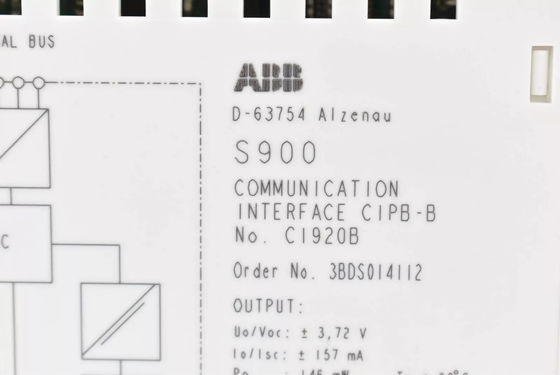 AL BUS
ABB
D-63754 Alzenau
S900
COMMUNICATION
INTERFACE CIPB-B
No. CI920B
Order No. 3BDS014112
OUTPUT:
Uo/Voc: ± 3,72 V
Io/Isc: ± 157 mA
C